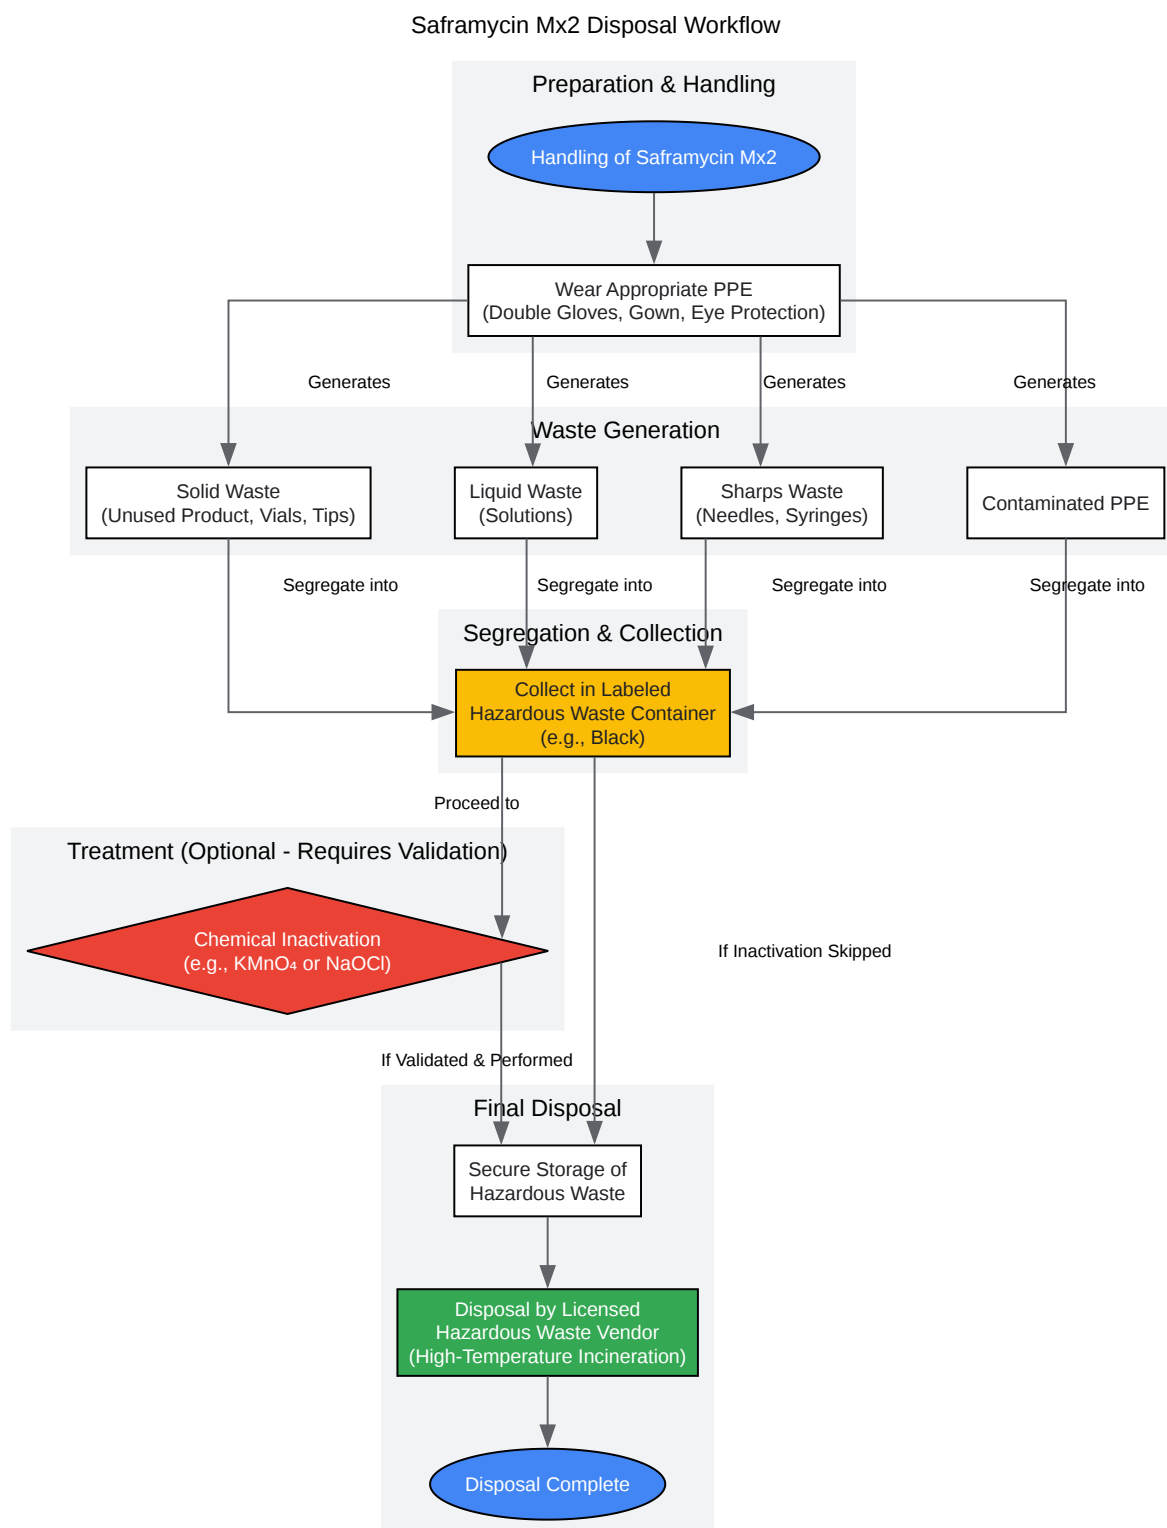 Saframycin Mx2 Disposal Workflow
Preparation & Handling
Handling of Saframycin Mx2
Wear Appropriate PPE
(Double Gloves, Gown, Eye Protection)
Generates
Generates
Generates
Generates
Waste Generation
Solid Waste
(Unused Product, Vials, Tips)
Liquid Waste
(Solutions)
Sharps Waste
(Needles, Syringes)
Contaminated PPE
Segregate into
Segregate into
Segregate into
Segregate into
Segregation & Collection
Collect in Labeled
Hazardous Waste Container
(e.g., Black)
Proceed to
Treatment (Optional - Requires Validation)
Chemical Inactivation
(e.g., KMnO₄ or NaOCl)
If Inactivation Skipped
If Validated & Performed
Final Disposal
Secure Storage of
Hazardous Waste
Disposal by Licensed
Hazardous Waste Vendor
(High-Temperature Incineration)
Disposal Complete